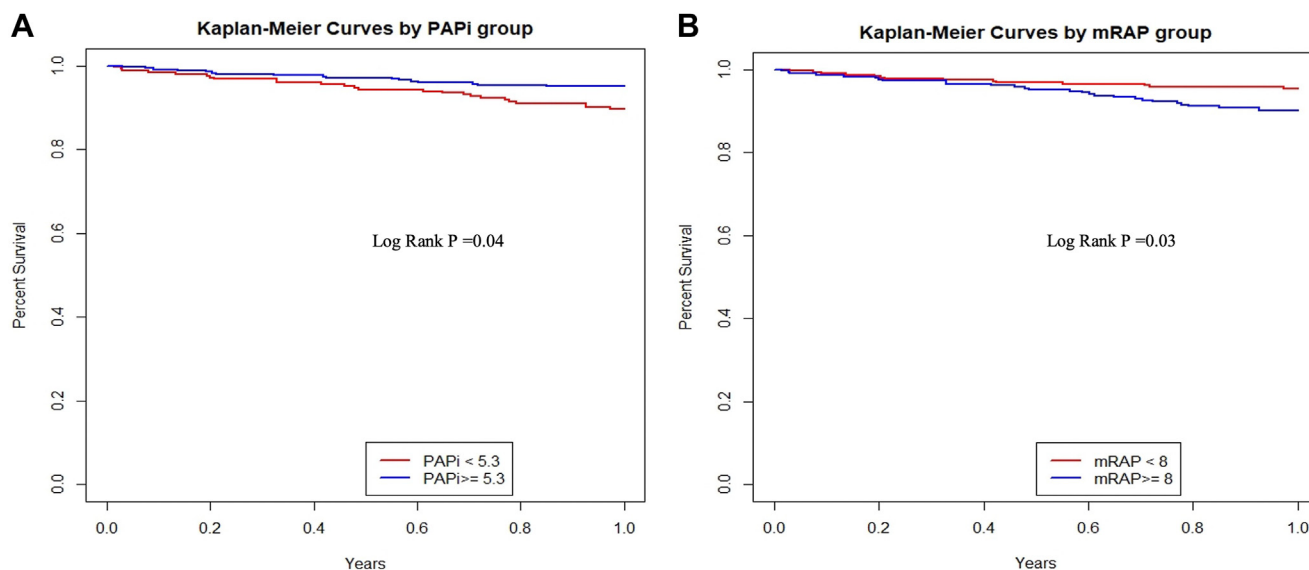 A
Kaplan-Meier Curves by PAPi group
Percent Survival
1.0
0.8
0.6
0.4
0.2
0.0
Log Rank P =0.04
PAPi < 5.3
PAPi>= 5.3
0.0 0.2 0.4 0.6 0.8 1.0
Years
B
Kaplan-Meier Curves by mRAP group
Percent Survival
1.0
0.8
0.6
0.4
0.2
0.0
Log Rank P =0.03
mRAP < 8
mRAP>= 8
0.0 0.2 0.4 0.6 0.8 1.0
Years